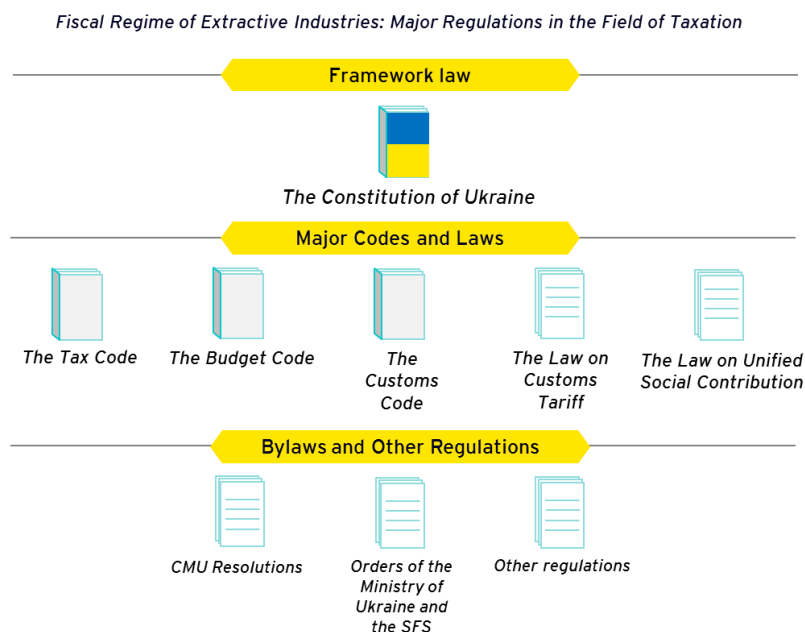 Fiscal Regime of Extractive Industries: Major Regulations in the Field of Taxation
Framework law
The Constitution of Ukraine
Major Codes and Laws
The Tax Code
The Budget Code
The
Customs
Code
The Law on
Customs
Tariff
The Law on Unified
Social Contribution
Bylaws and Other Regulations
CMU Resolutions
Orders of the
Ministry of
Ukraine and
the SFS
Other regulations